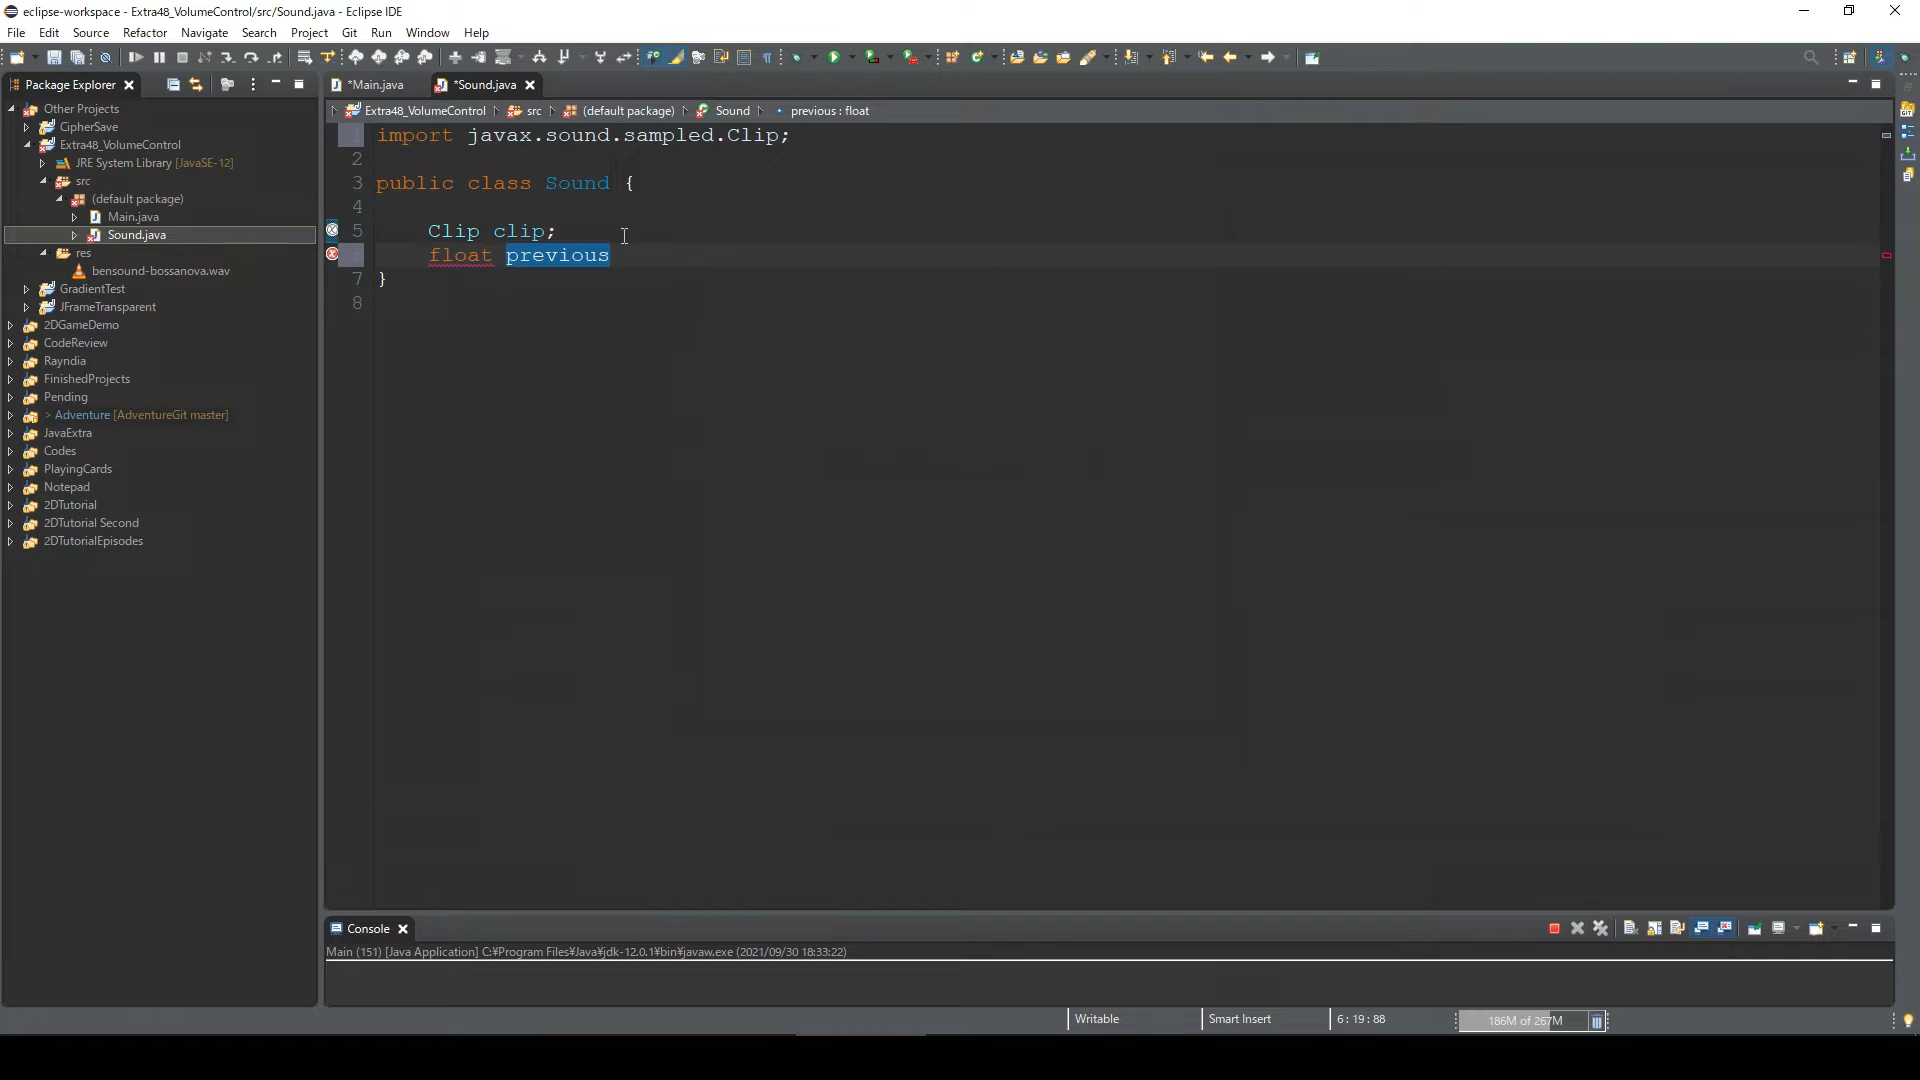 eclipse-workspace - Extra48_VolumeControl/src/Sound.java - Eclipse IDE
File Edit Source Refactor Navigate Search Project Git Run Window Help
Package Explorer
*Main.java
*Sound.java
Other Projects
CipherSave
Extra48_VolumeControl
JRE System Library [JavaSE-12]
src
(default package)
Main.java
Sound.java
res
bensound-bossanova.wav
GradientTest
JFrameTransparent
2DGameDemo
CodeReview
Rayndia
FinishedProjects
Pending
> Adventure [AdventureGit master]
JavaExtra
Codes
PlayingCards
Notepad
2DTutorial
2DTutorial Second
2DTutorialEpisodes
Extra48_VolumeControl src (default package) Sound previous : float
1 import javax.sound.sampled.Clip;
2
3 public class Sound {
4
5 Clip clip;
float previous
7 }
8
Console
Main (151) [Java Application] C:¥Program Files¥Java¥jdk-12.0.1¥bin¥javaw.exe (2021/09/30 18:33:22)
Writable Smart Insert 6 : 19 : 88 186M of 267M